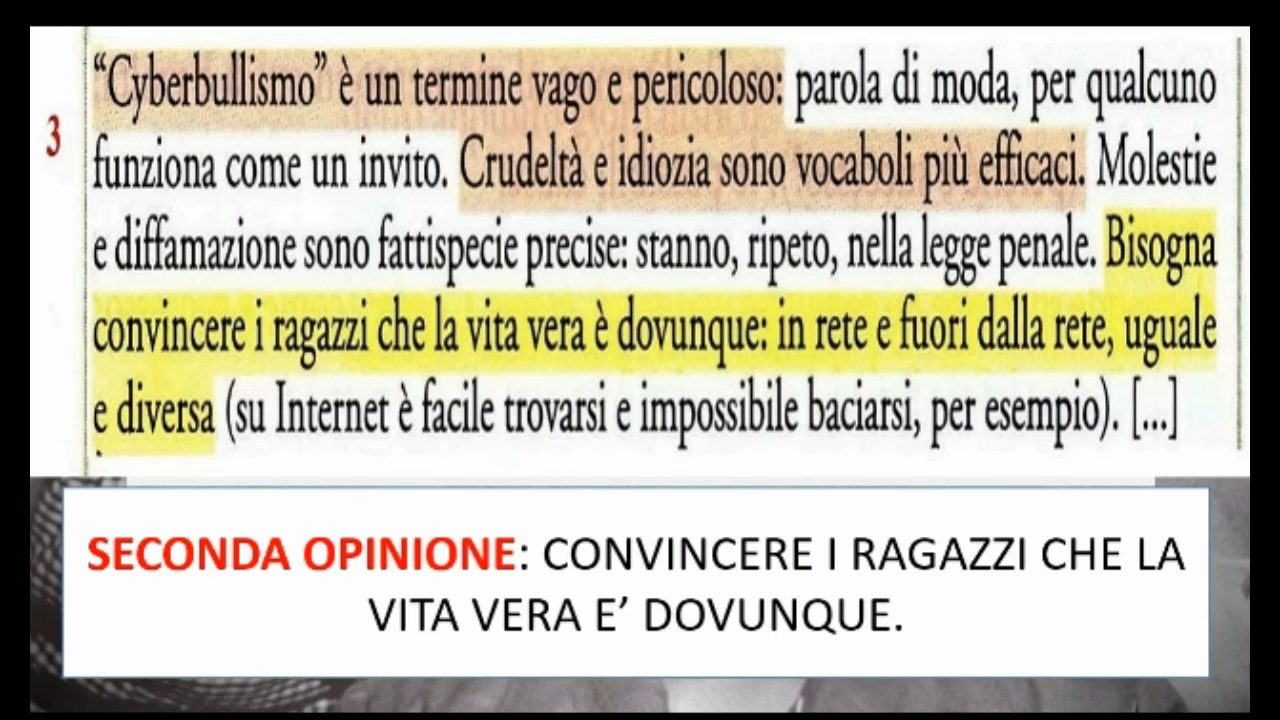 “Cyberbullismo” è un termine vago e pericoloso: parola di moda, per qualcuno
3
funziona come un invito. Crudeltà e idiozia sono vocaboli più efficaci. Molestie
e diffamazione sono fattispecie precise: stanno, ripeto, nella legge penale. Bisogna
convincere i ragazzi che la vita vera è dovunque: in rete e fuori dalla rete, uguale
e diversa (su Internet è facile trovarsi e impossibile baciarsi, per esempio). [...]
SECONDA OPINIONE: CONVINCERE I RAGAZZI CHE LA
VITA VERA E’ DOVUNQUE.